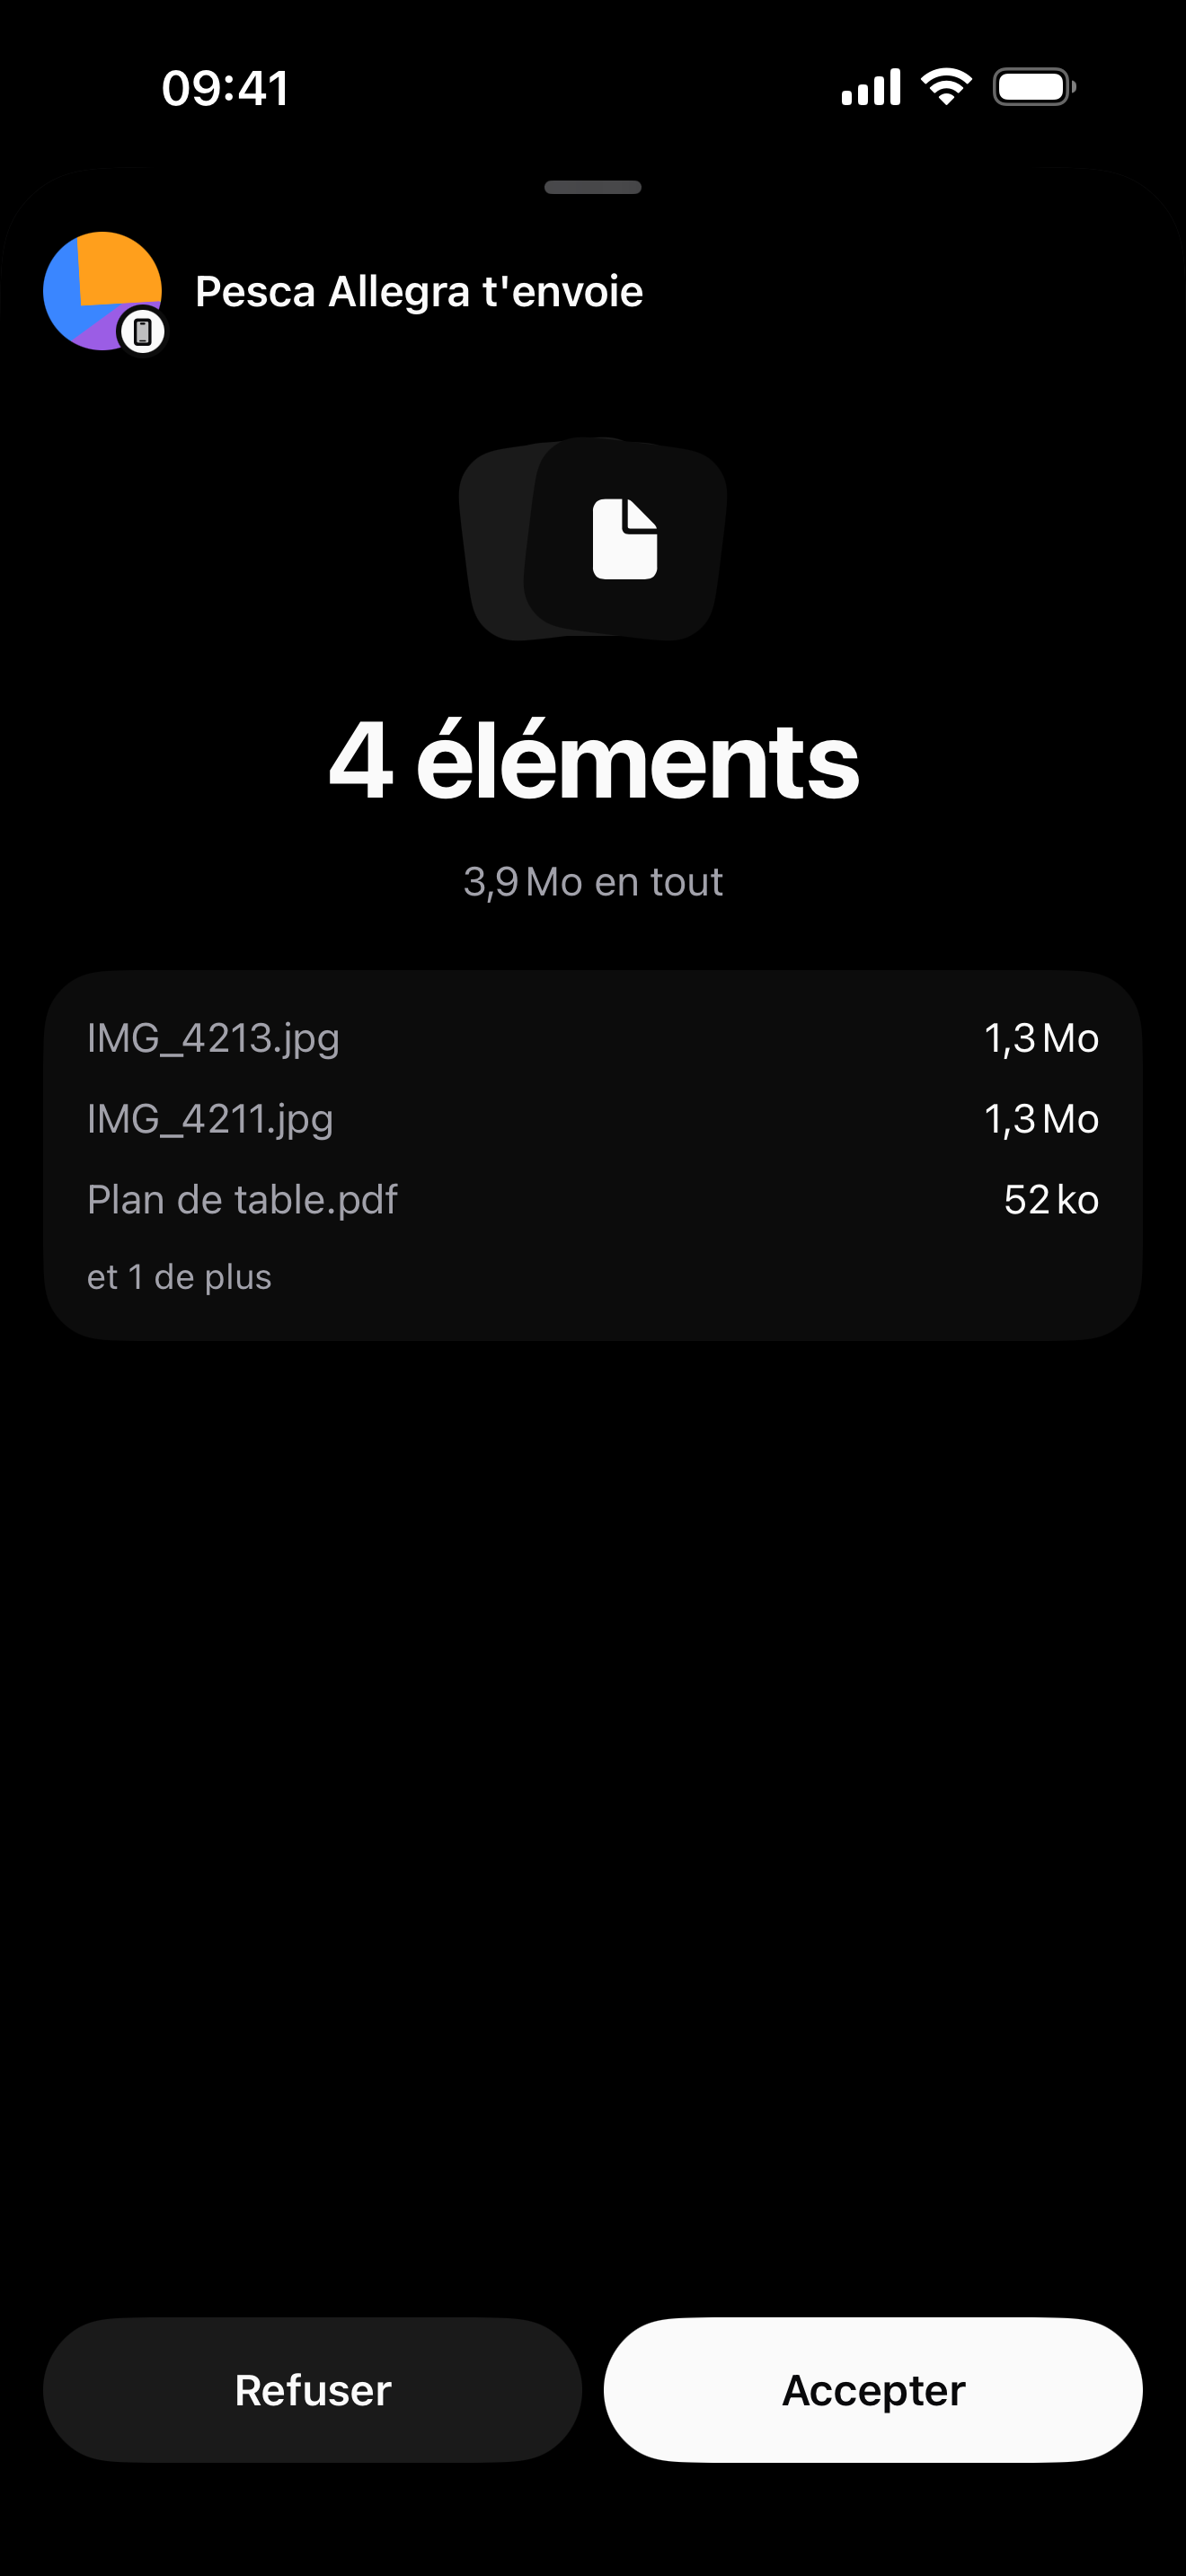 09:41
Pesca Allegra t'envoie
4 éléments
3,9 Mo en tout
IMG_4213.jpg 1,3 Mo
IMG_4211.jpg 1,3 Mo
Plan de table.pdf 52 ko
et 1 de plus
Refuser Accepter